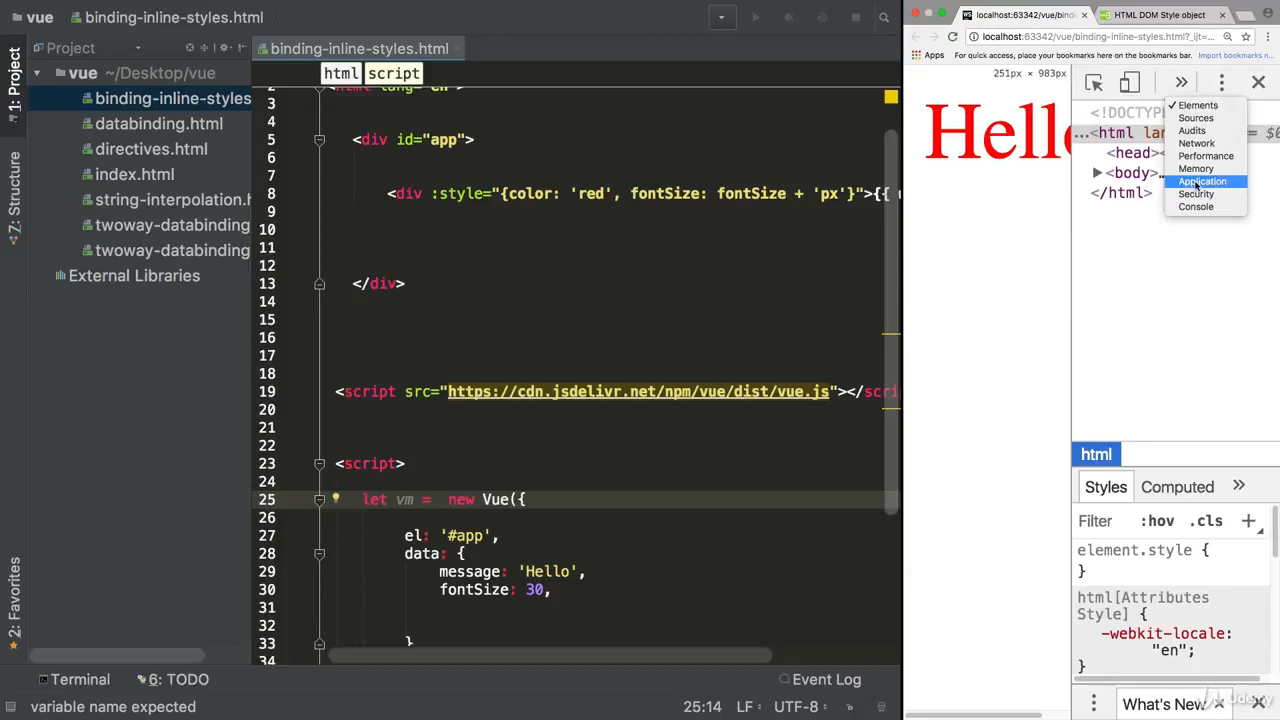 vue
binding-inline-styles.html
Project
vue ~/Desktop/vue
binding-inline-styles
databinding.html
directives.html
index.html
string-interpolation.h
twoway-databinding
twoway-databinding
External Libraries
1: Project
Z: Structure
2: Favorites
binding-inline-styles.html
html
script
2 <html lang="en"
3
4
5 <div id="app">
6
7
8 <div :style="{color: 'red', fontSize: fontSize + 'px'}">{{
9
10
11
12
13 </div>
14
15
16
17
18
19 <script src="https://cdn.jsdelivr.net/npm/vue/dist/vue.js"></scri
20
21
22
23 <script>
24
25 let vm = new Vue({
26
27 el: '#app',
28 data: {
29 message: 'Hello',
30 fontSize: 30,
31
32
33 }
34
Terminal
6: TODO
Event Log
variable name expected
25:14 LF UTF-8
localhost:63342/vue/bind
HTML DOM Style object
localhost:63342/vue/binding-inline-styles.html?_ijt=...
Apps
For quick access, place your bookmarks here on the bookmarks bar.
Import bookmarks n...
251px × 983px
Hello
<!DOCTYP
...<html lan = $0
<head>
<body>…
</html>
Elements
Sources
Audits
Network
Performance
Memory
Application
Security
Console
html
Styles
Computed
Filter
:hov
.cls
element.style {
}
html[Attributes
Style] {
-webkit-locale:
"en";
}
What's New
Udemy